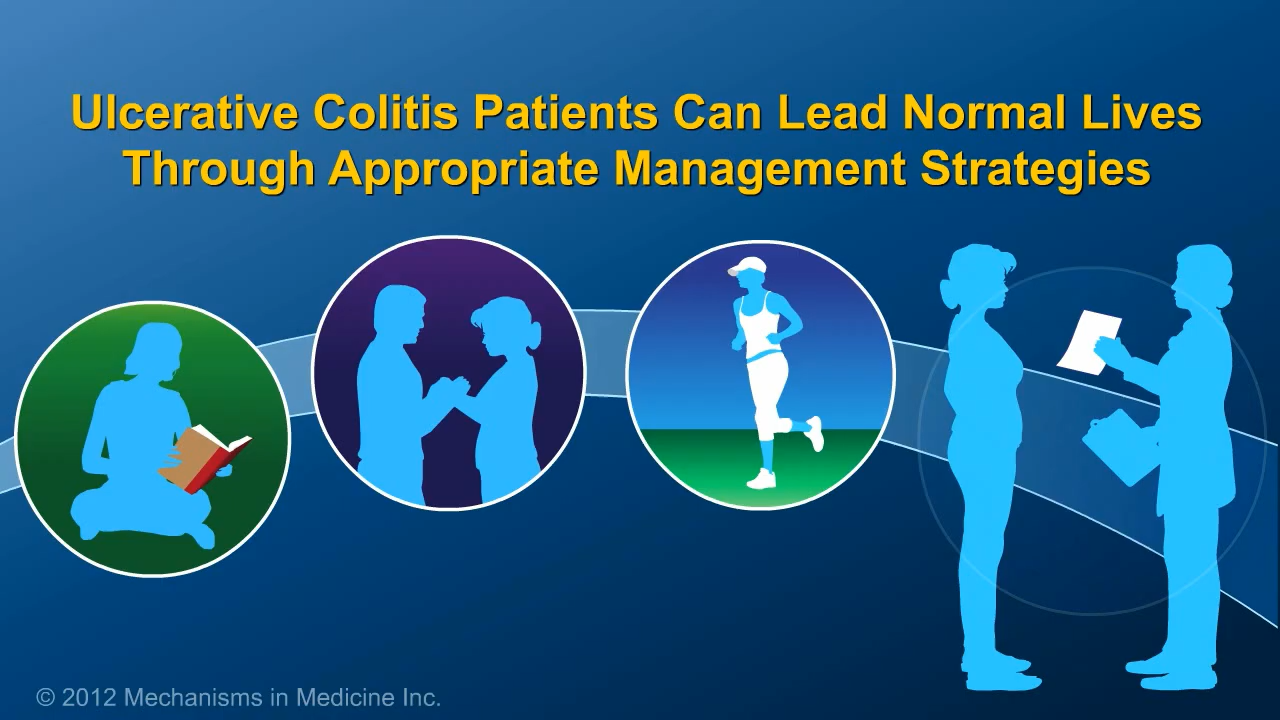 Ulcerative Colitis Patients Can Lead Normal Lives
Through Appropriate Management Strategies
© 2012 Mechanisms in Medicine Inc.